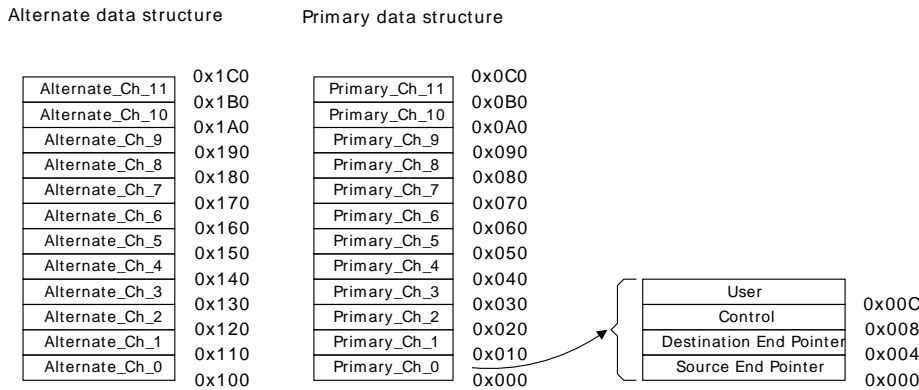 Alternate data structure
Primary data structure
0x1C0
Alternate_Ch_11
0x1B0
Alternate_Ch_10
0x1A0
Alternate_Ch_9
0x190
Alternate_Ch_8
0x180
Alternate_Ch_7
0x170
Alternate_Ch_6
0x160
Alternate_Ch_5
0x150
Alternate_Ch_4
0x140
Alternate_Ch_3
0x130
Alternate_Ch_2
0x120
Alternate_Ch_1
0x110
Alternate_Ch_0
0x100
0x0C0
Primary_Ch_11
0x0B0
Primary_Ch_10
0x0A0
Primary_Ch_9
0x090
Primary_Ch_8
0x080
Primary_Ch_7
0x070
Primary_Ch_6
0x060
Primary_Ch_5
0x050
Primary_Ch_4
0x040
Primary_Ch_3
0x030
Primary_Ch_2
0x020
Primary_Ch_1
0x010
Primary_Ch_0
0x000
User
0x00C
Control
0x008
Destination End Pointer
0x004
Source End Pointer
0x000